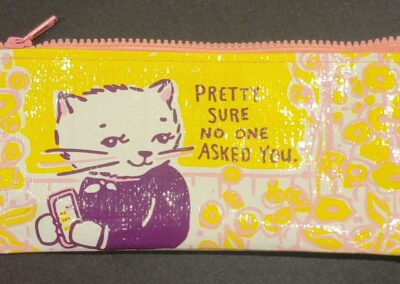 PRETTY
SURE
NO ONE
ASKED YOU.